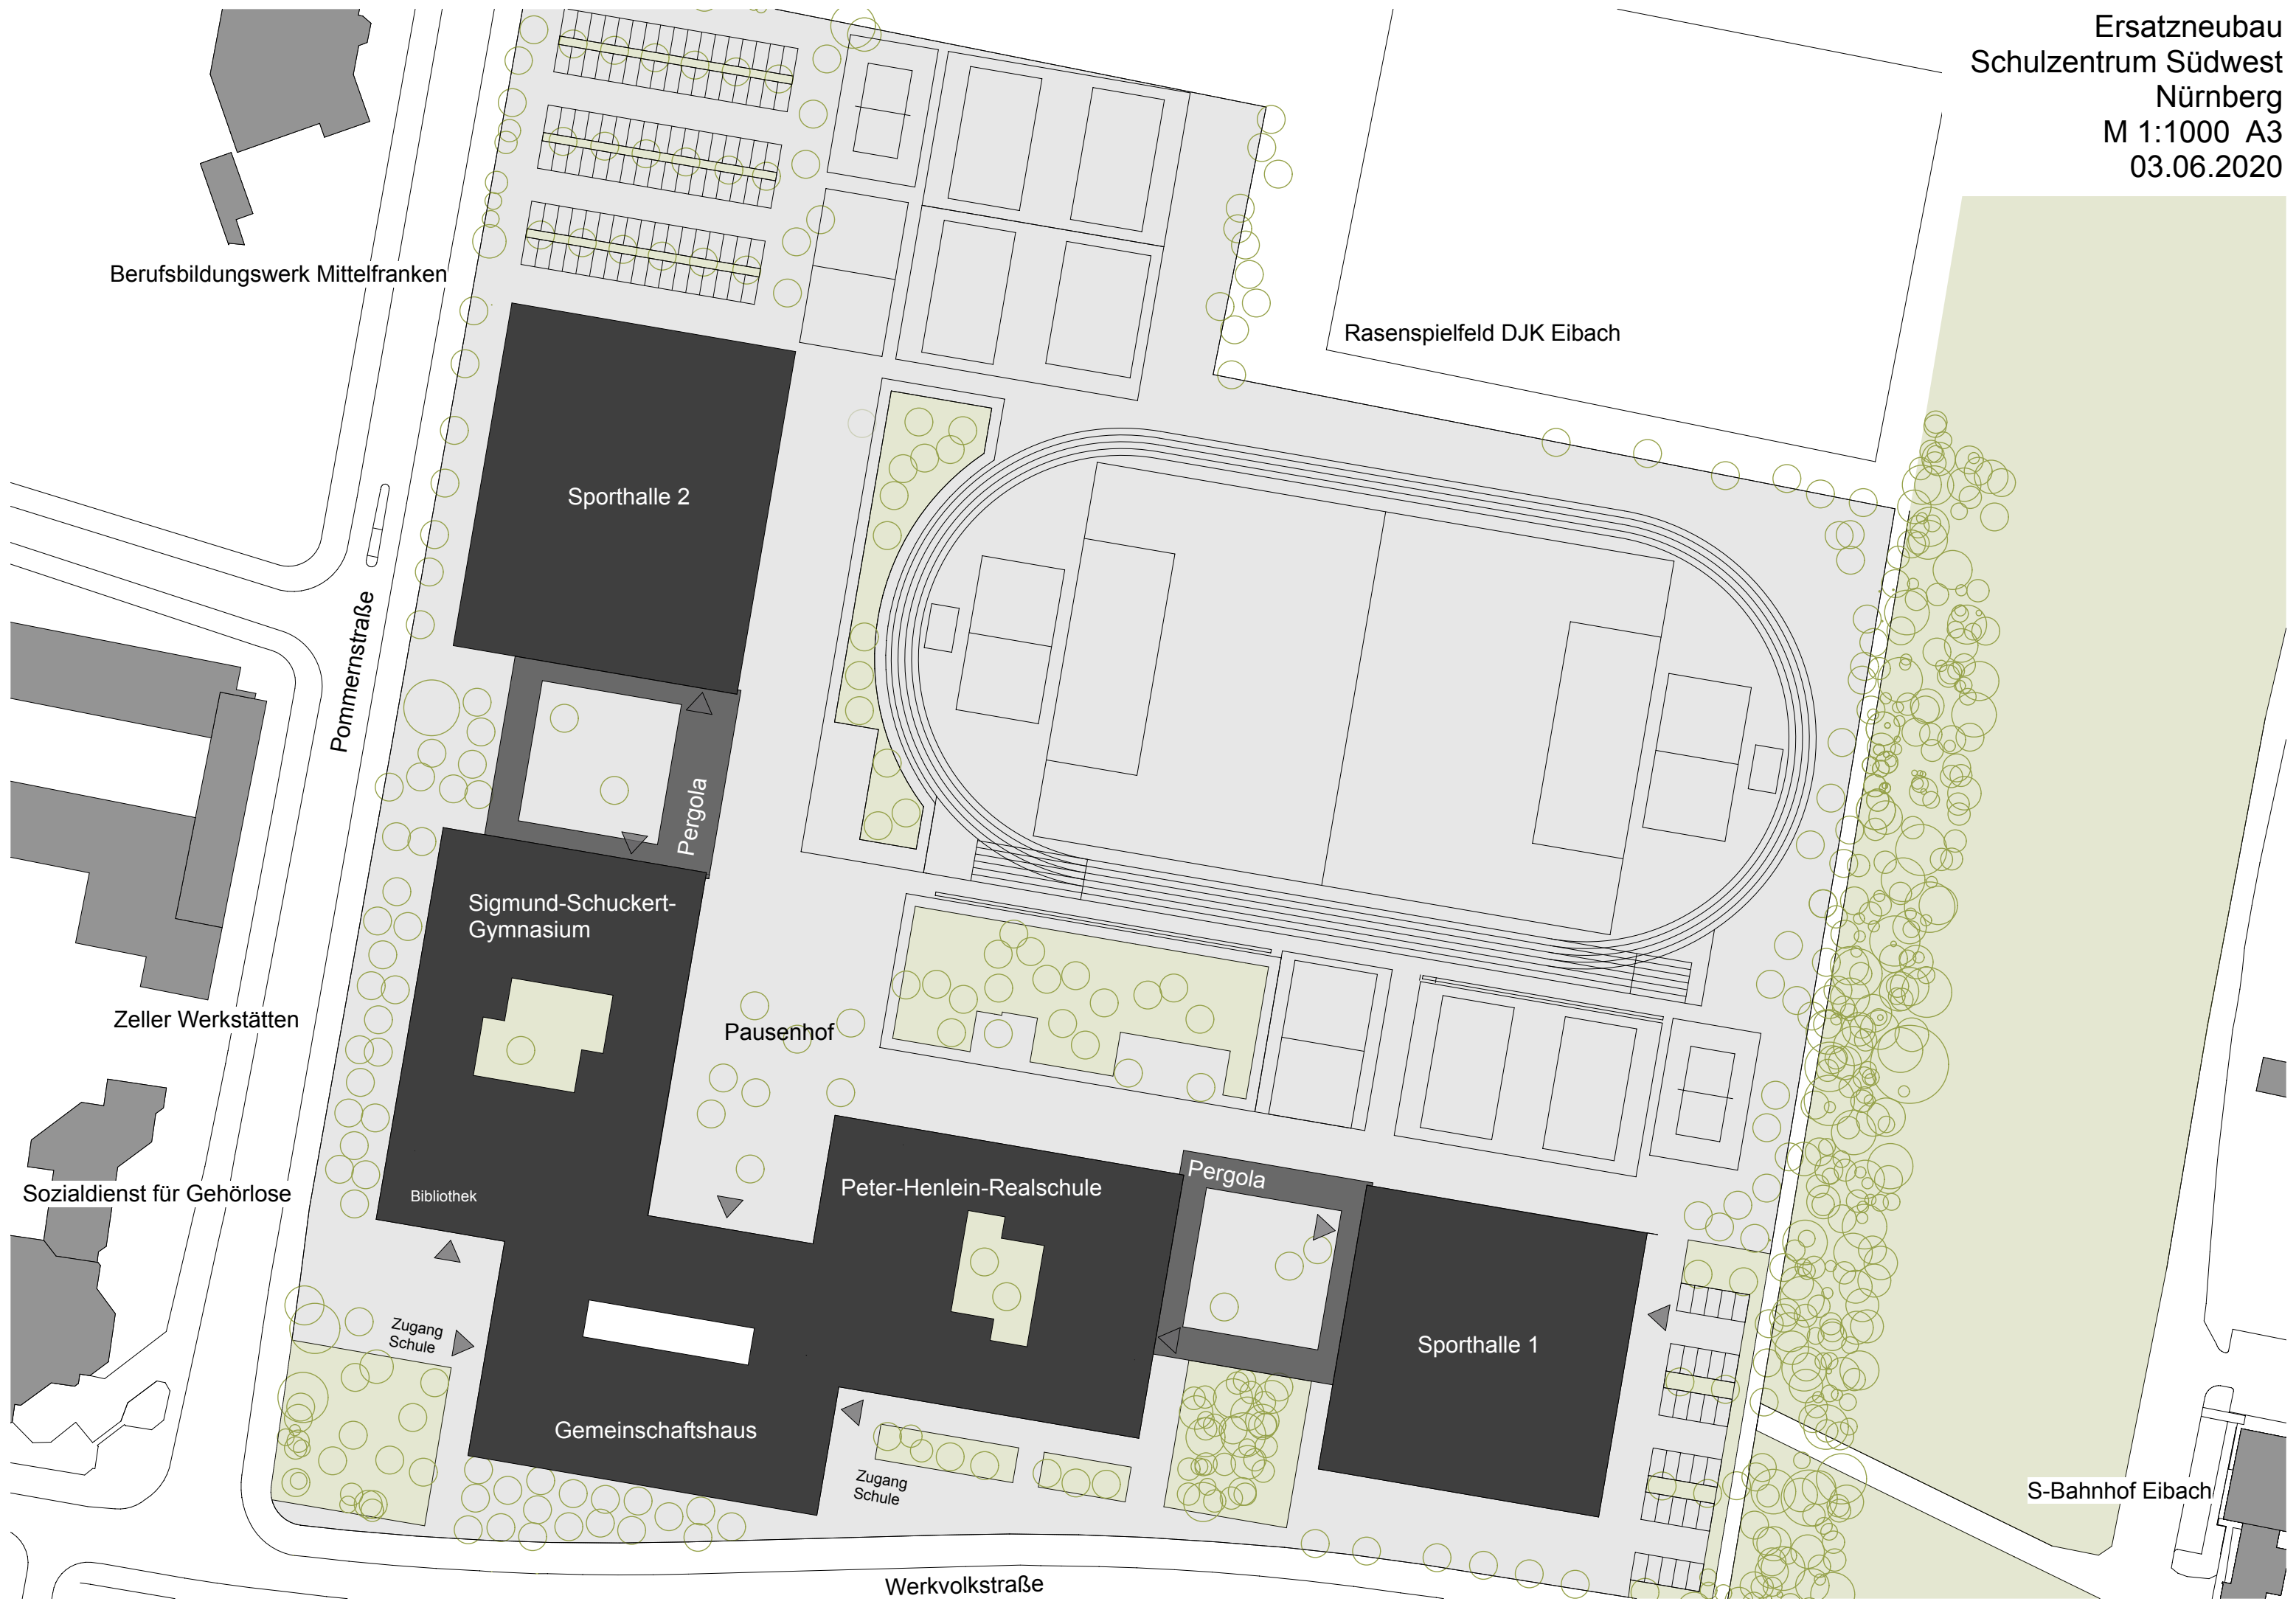 Ersatzneubau
Schulzentrum Südwest
Nürnberg
M 1:1000  A3
03.06.2020
Berufsbildungswerk Mittelfranken
Rasenspielfeld DJK Eibach
Sporthalle 2
Pommernstraße
Pergola
Sigmund-Schuckert-
Gymnasium
Zeller Werkstätten
Pausenhof
Sozialdienst für Gehörlose
Bibliothek
Peter-Henlein-Realschule
Pergola
Zugang
Schule
Sporthalle 1
Gemeinschaftshaus
Zugang
Schule
S-Bahnhof Eibach
Werkvolkstraße